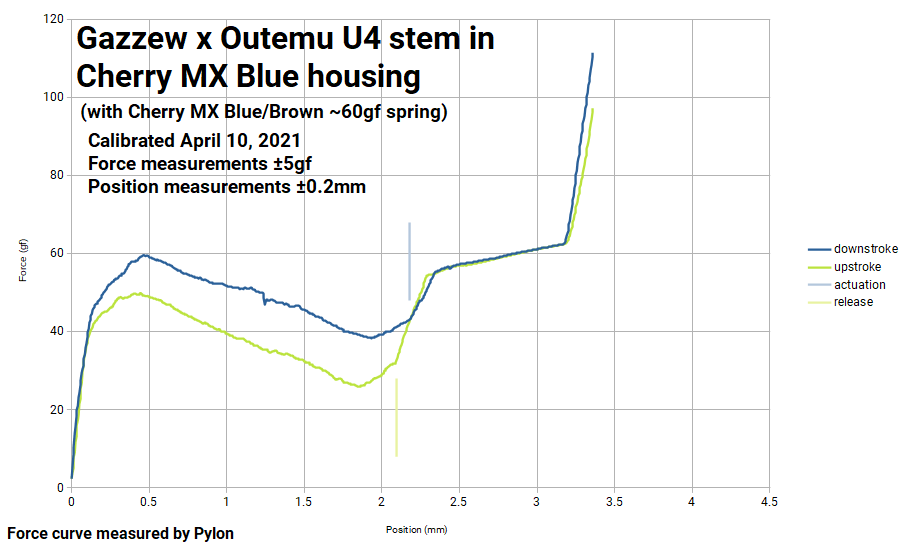 Gazzew x Outemu U4 stem in
Cherry MX Blue housing
(with Cherry MX Blue/Brown ~60gf spring)
Calibrated April 10, 2021
Force measurements ±5gf
Position measurements ±0.2mm
120
100
80
60
40
20
0
Force (gf)
0 0.5 1 1.5 2 2.5 3 3.5 4 4.5
Position (mm)
downstroke
upstroke
actuation
release
Force curve measured by Pylon